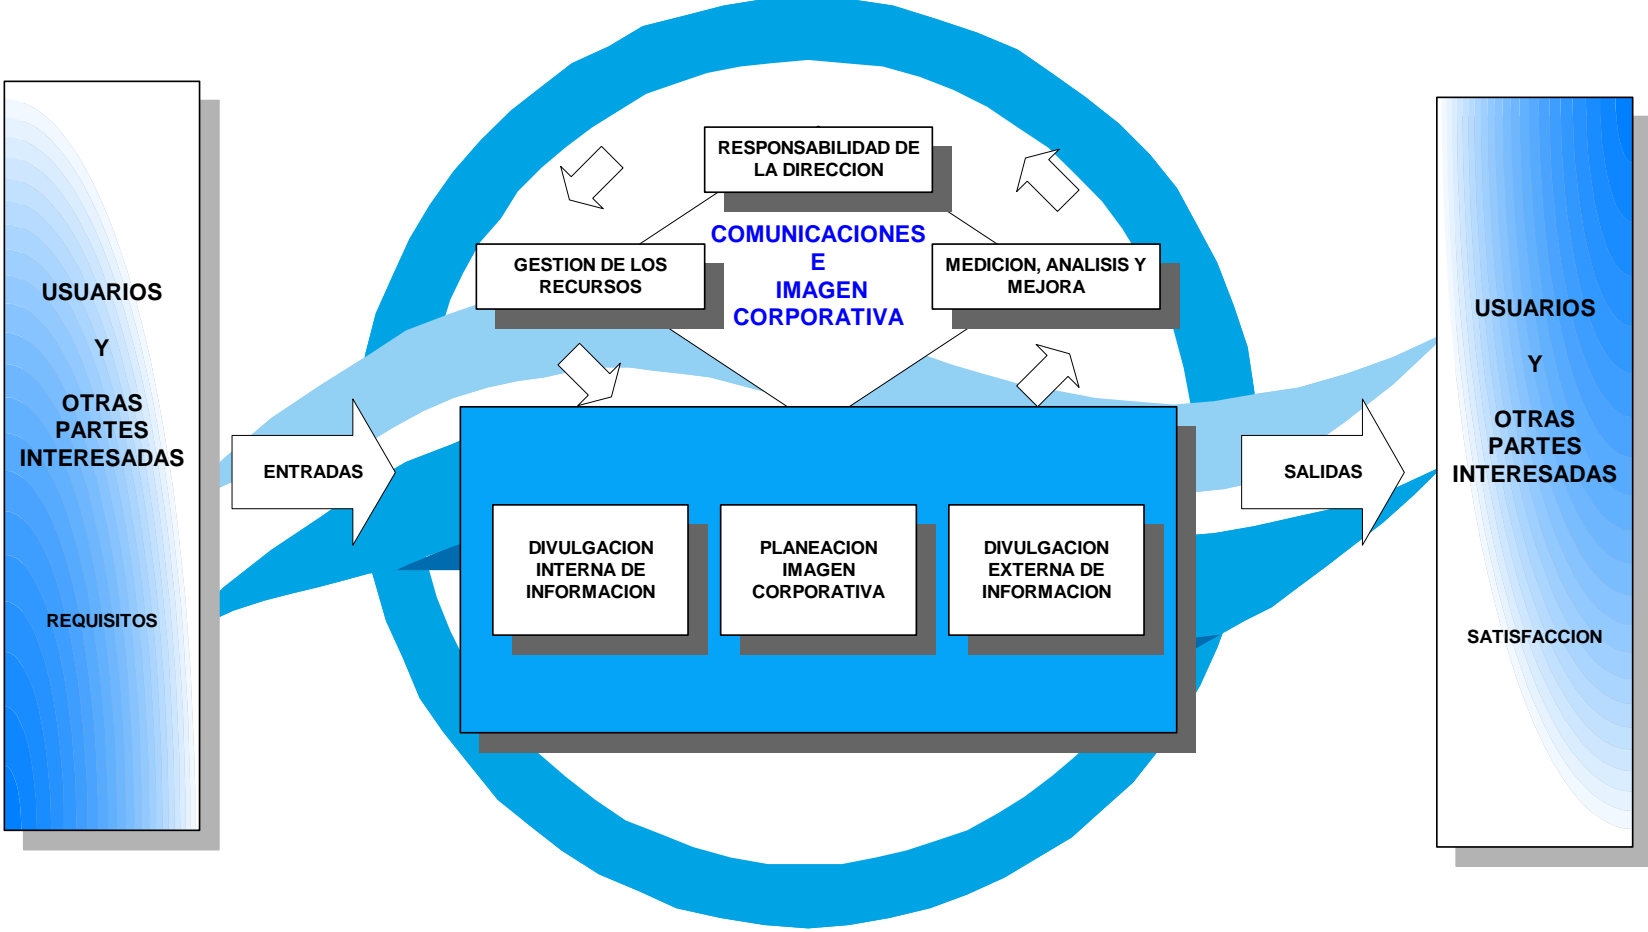 USUARIOS
Y
OTRAS
PARTES
INTERESADAS
REQUISITOS
ENTRADAS
RESPONSABILIDAD DE
LA DIRECCION
COMUNICACIONES
E
IMAGEN
CORPORATIVA
GESTION DE LOS
RECURSOS
MEDICION, ANALISIS Y
MEJORA
DIVULGACION
INTERNA DE
INFORMACION
PLANEACION
IMAGEN
CORPORATIVA
DIVULGACION
EXTERNA DE
INFORMACION
SALIDAS
USUARIOS
Y
OTRAS
PARTES
INTERESADAS
SATISFACCION